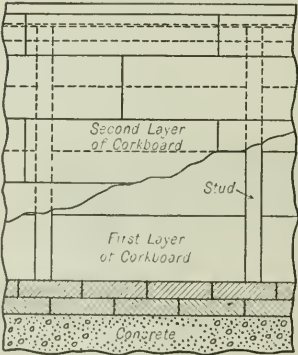 Second Layer
of Corkboard
Stud
First Layer
of Corkboard
Concrete